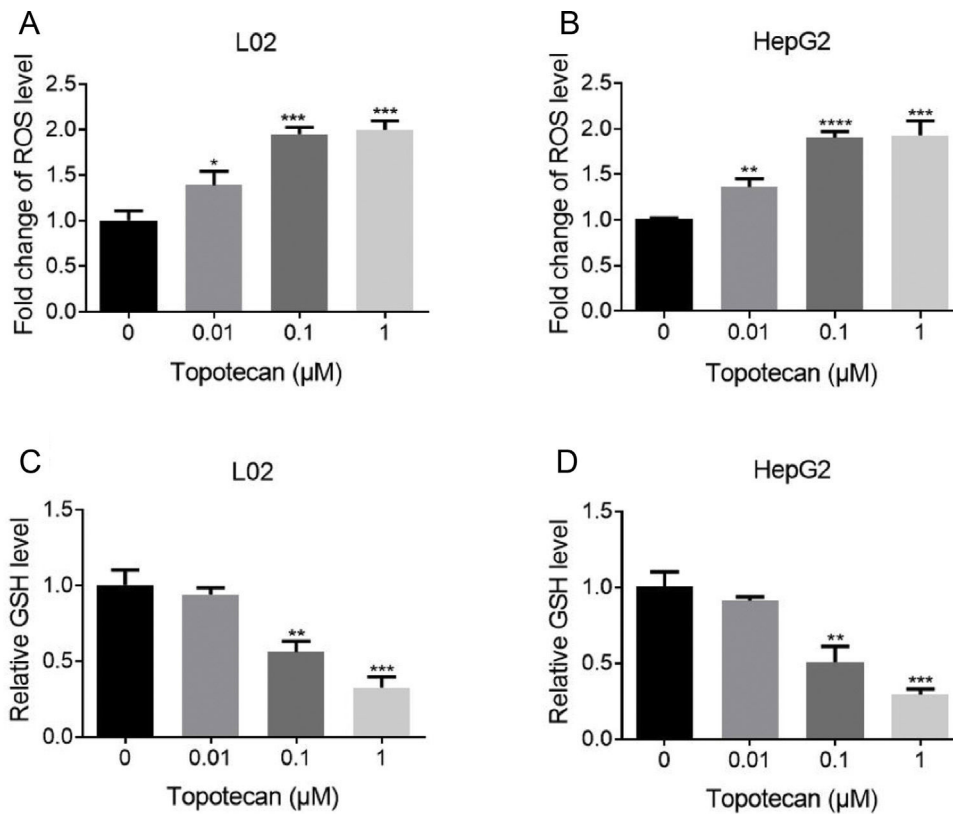 A
L02
Fold change of ROS level
2.5
2.0
1.5
1.0
0.5
0.0
*
***
***
0 0.01 0.1 1
Topotecan (µM)
B
HepG2
Fold change of ROS level
2.5
2.0
1.5
1.0
0.5
0.0
**
****
***
0 0.01 0.1 1
Topotecan (µM)
C
L02
Relative GSH level
1.5
1.0
0.5
0.0
**
***
0 0.01 0.1 1
Topotecan (µM)
D
HepG2
Relative GSH level
1.5
1.0
0.5
0.0
**
***
0 0.01 0.1 1
Topotecan (µM)